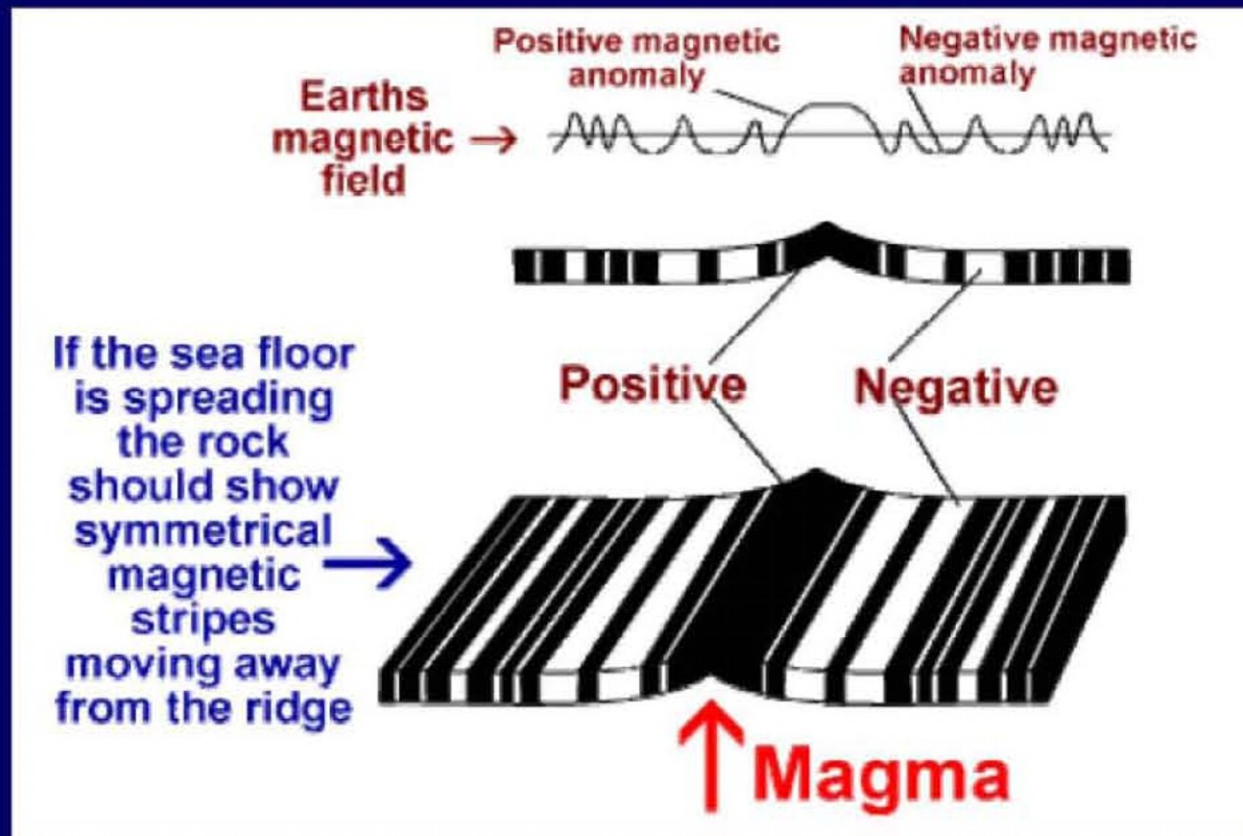 Positive magnetic
anomaly
Negative magnetic
anomaly
Earths
magnetic
field
Positive
Negative
If the sea floor
is spreading
the rock
should show
symmetrical
magnetic
stripes
moving away
from the ridge
Magma